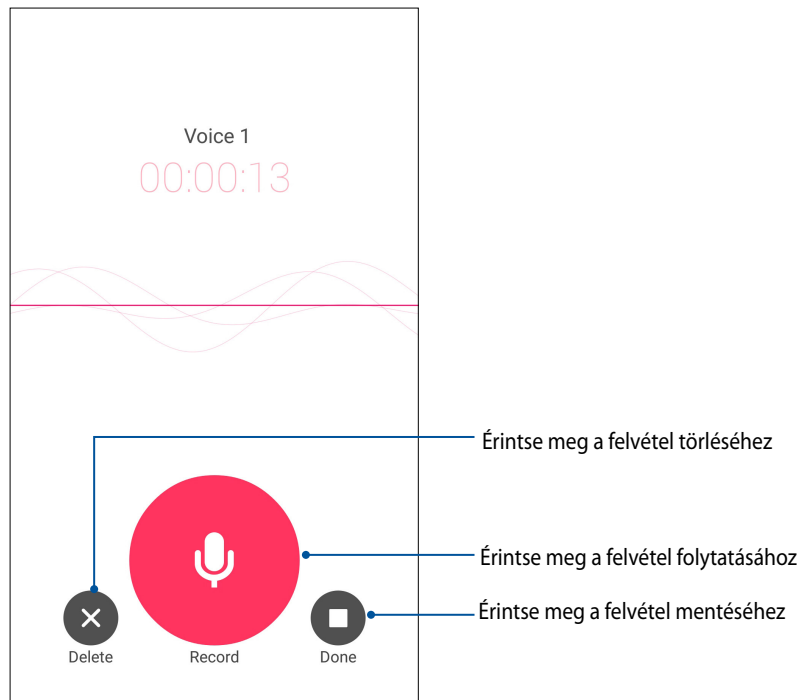 Voice 1
00:00:13
Érintse meg a felvétel törléséhez
Érintse meg a felvétel folytatásához
Érintse meg a felvétel mentéséhez
Delete
Record
Done